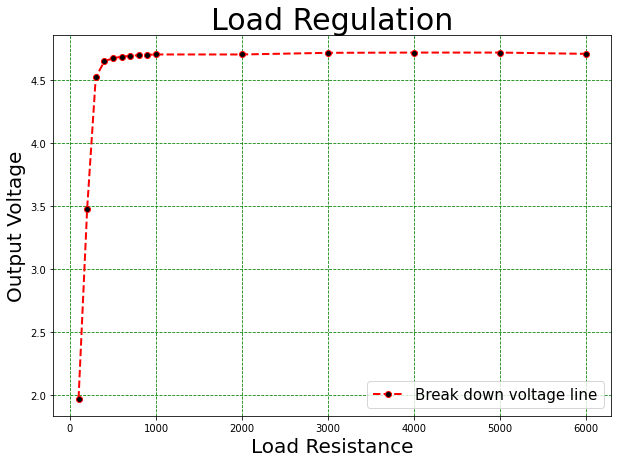 Load Regulation
Output Voltage
4.5
4.0
3.5
3.0
2.5
2.0
Break down voltage line
0 1000 2000 3000 4000 5000 6000
Load Resistance